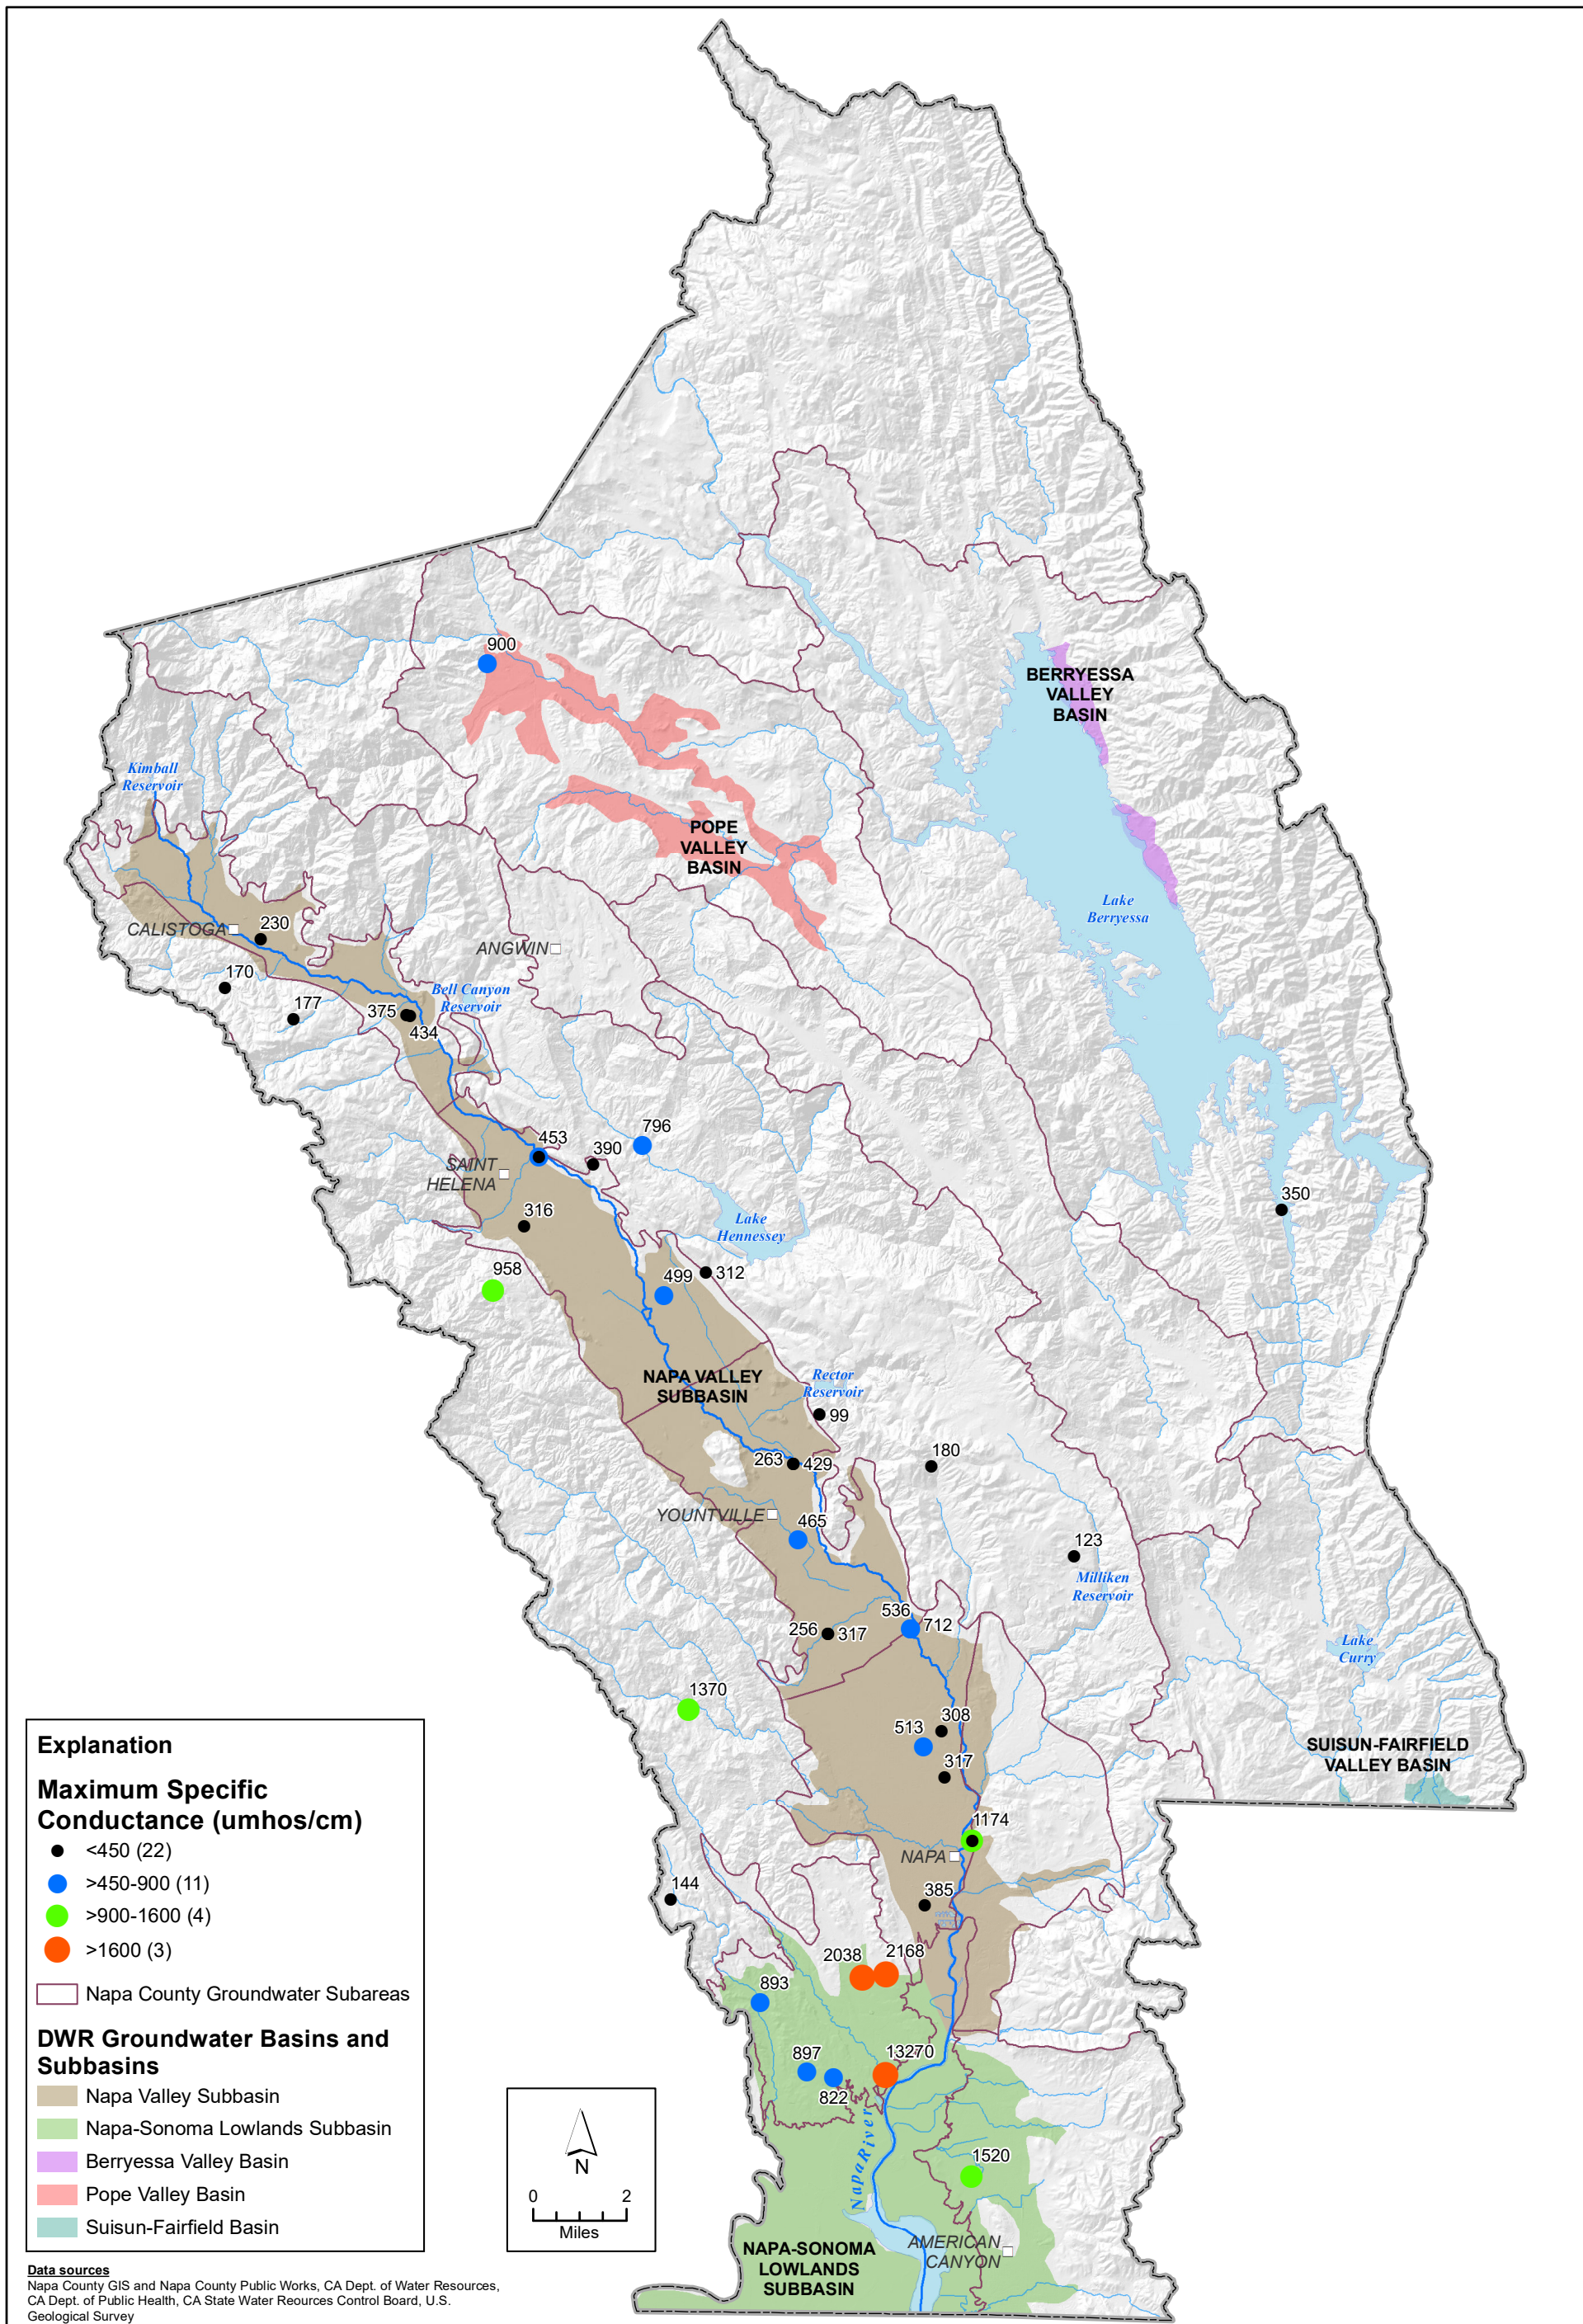 900
BERRYESSA
VALLEY
BASIN
Kimball
Reservoir
POPE
VALLEY
BASIN
Lake
Berryessa
CALISTOGA
230
ANGWIN
170
177
Bell Canyon
Reservoir
375
434
453
390
796
SAINT
HELENA
316
350
Lake
Hennessey
958
499
312
NAPA VALLEY
SUBBASIN
Rector
Reservoir
99
263
429
180
YOUNTVILLE
465
123
Milliken
Reservoir
536
712
256
317
Lake
Curry
1370
308
513
317
SUISUN-FAIRFIELD
VALLEY BASIN
1174
NAPA
144
385
2038
2168
893
897
822
13270
Napa River
1520
AMERICAN
CANYON
NAPA-SONOMA
LOWLANDS
SUBBASIN
Explanation
Maximum Specific
Conductance (umhos/cm)
<450 (22)
>450-900 (11)
>900-1600 (4)
>1600 (3)
Napa County Groundwater Subareas
DWR Groundwater Basins and
Subbasins
Napa Valley Subbasin
Napa-Sonoma Lowlands Subbasin
Berryessa Valley Basin
Pope Valley Basin
Suisun-Fairfield Basin
N
0 2
Miles
Data sources
Napa County GIS and Napa County Public Works, CA Dept. of Water Resources,
CA Dept. of Public Health, CA State Water Reources Control Board, U.S.
Geological Survey